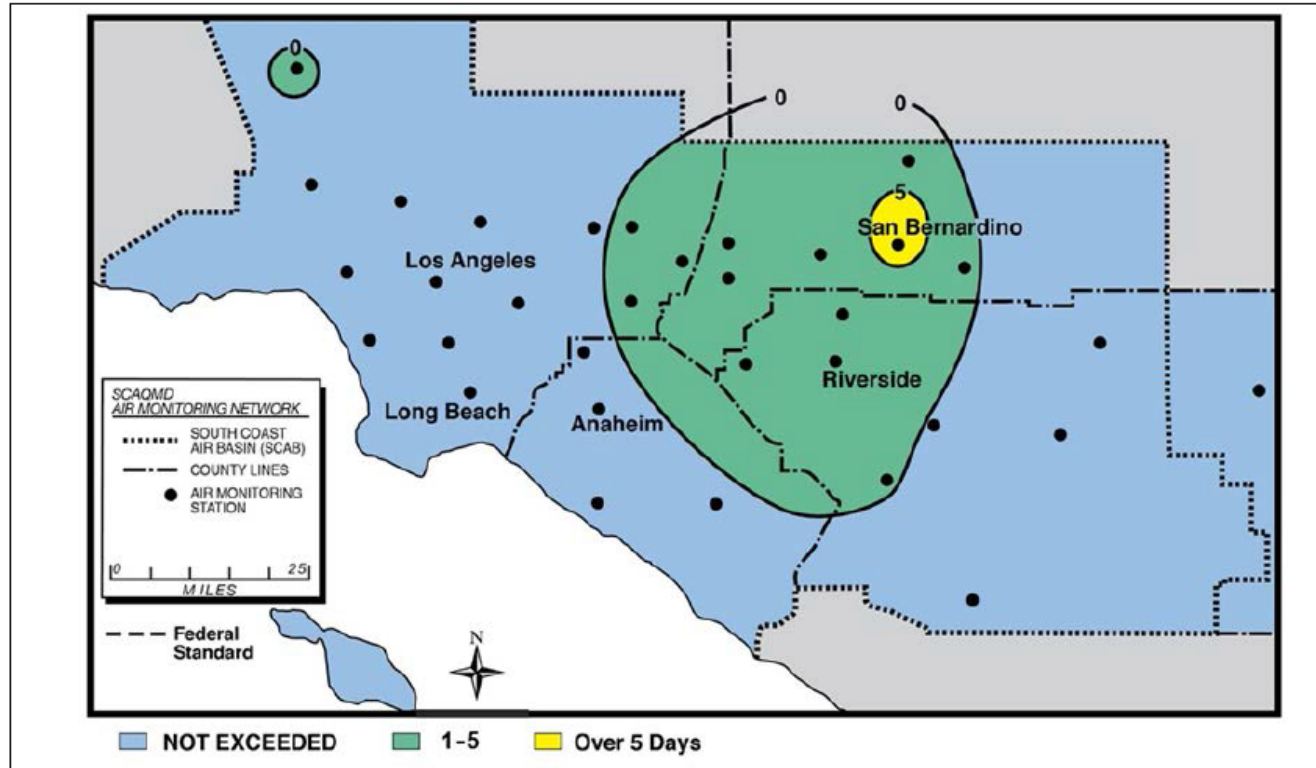 0
0
0
5
San Bernardino
Los Angeles
Riverside
Long Beach
Anaheim
SCAQMD
AIR MONITORING NETWORK
SOUTH COAST
AIR BASIN (SCAB)
COUNTY LINES
AIR MONITORING
STATION
0 25
MILES
Federal
Standard
N
NOT EXCEEDED 1-5 Over 5 Days